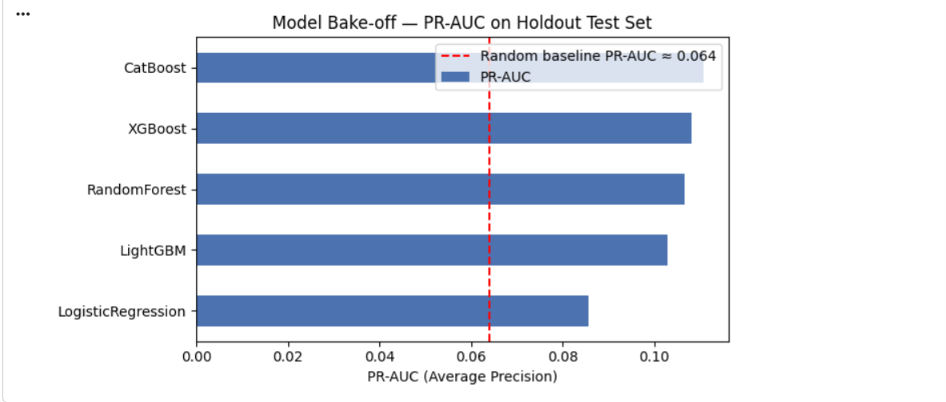 ...
Model Bake-off — PR-AUC on Holdout Test Set
Random baseline PR-AUC ≈ 0.064
PR-AUC
CatBoost
XGBoost
RandomForest
LightGBM
LogisticRegression
0.00 0.02 0.04 0.06 0.08 0.10
PR-AUC (Average Precision)